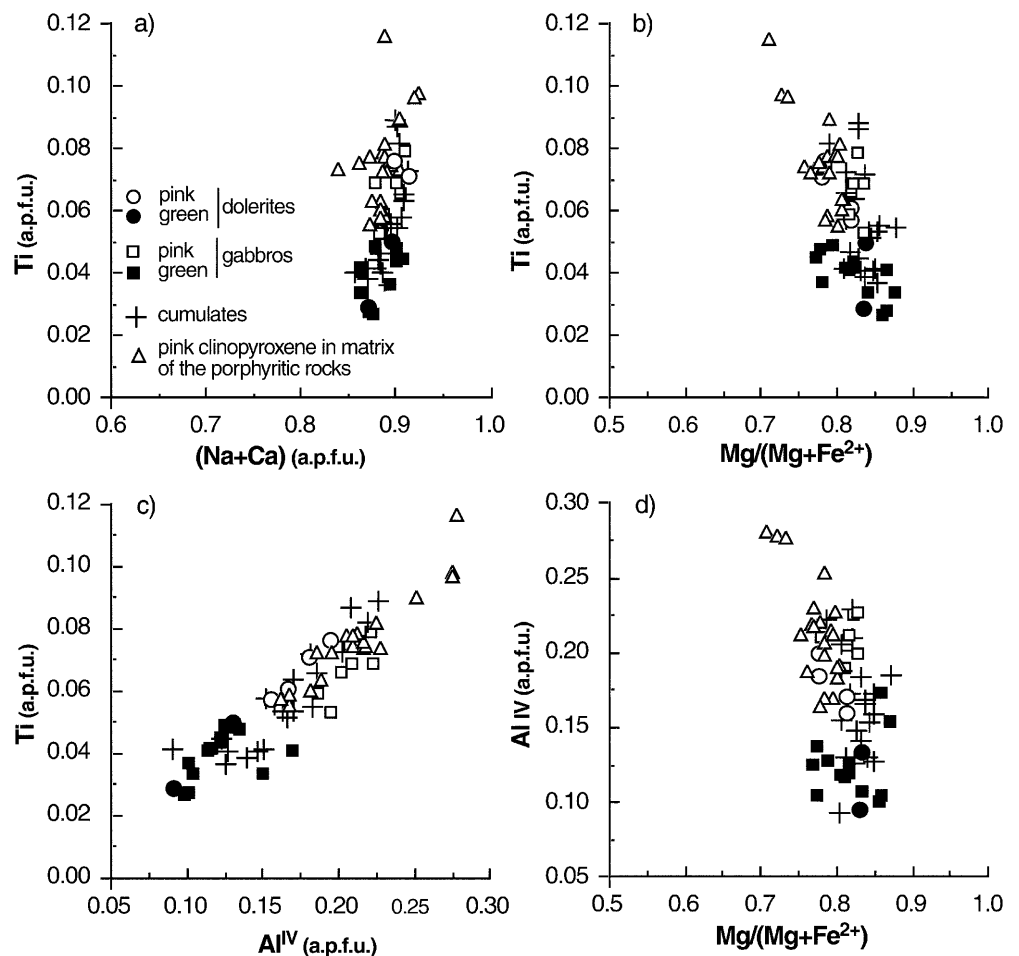 a)
0.12
0.10
0.08
0.06
0.04
0.02
0.00
Ti (a.p.f.u.)
pink
green
dolerites
pink
green
gabbros
cumulates
pink clinopyroxene in matrix
of the porphyritic rocks
0.6 0.7 0.8 0.9 1.0
(Na+Ca) (a.p.f.u.)
b)
0.12
0.10
0.08
0.06
0.04
0.02
0.00
Ti (a.p.f.u.)
0.5 0.6 0.7 0.8 0.9 1.0
Mg/(Mg+Fe²⁺)
c)
0.12
0.10
0.08
0.06
0.04
0.02
0.00
Ti (a.p.f.u.)
0.05 0.10 0.15 0.20 0.25 0.30
Alᴵⱽ (a.p.f.u.)
d)
0.30
0.25
0.20
0.15
0.10
0.05
Al IV (a.p.f.u.)
0.5 0.6 0.7 0.8 0.9 1.0
Mg/(Mg+Fe²⁺)